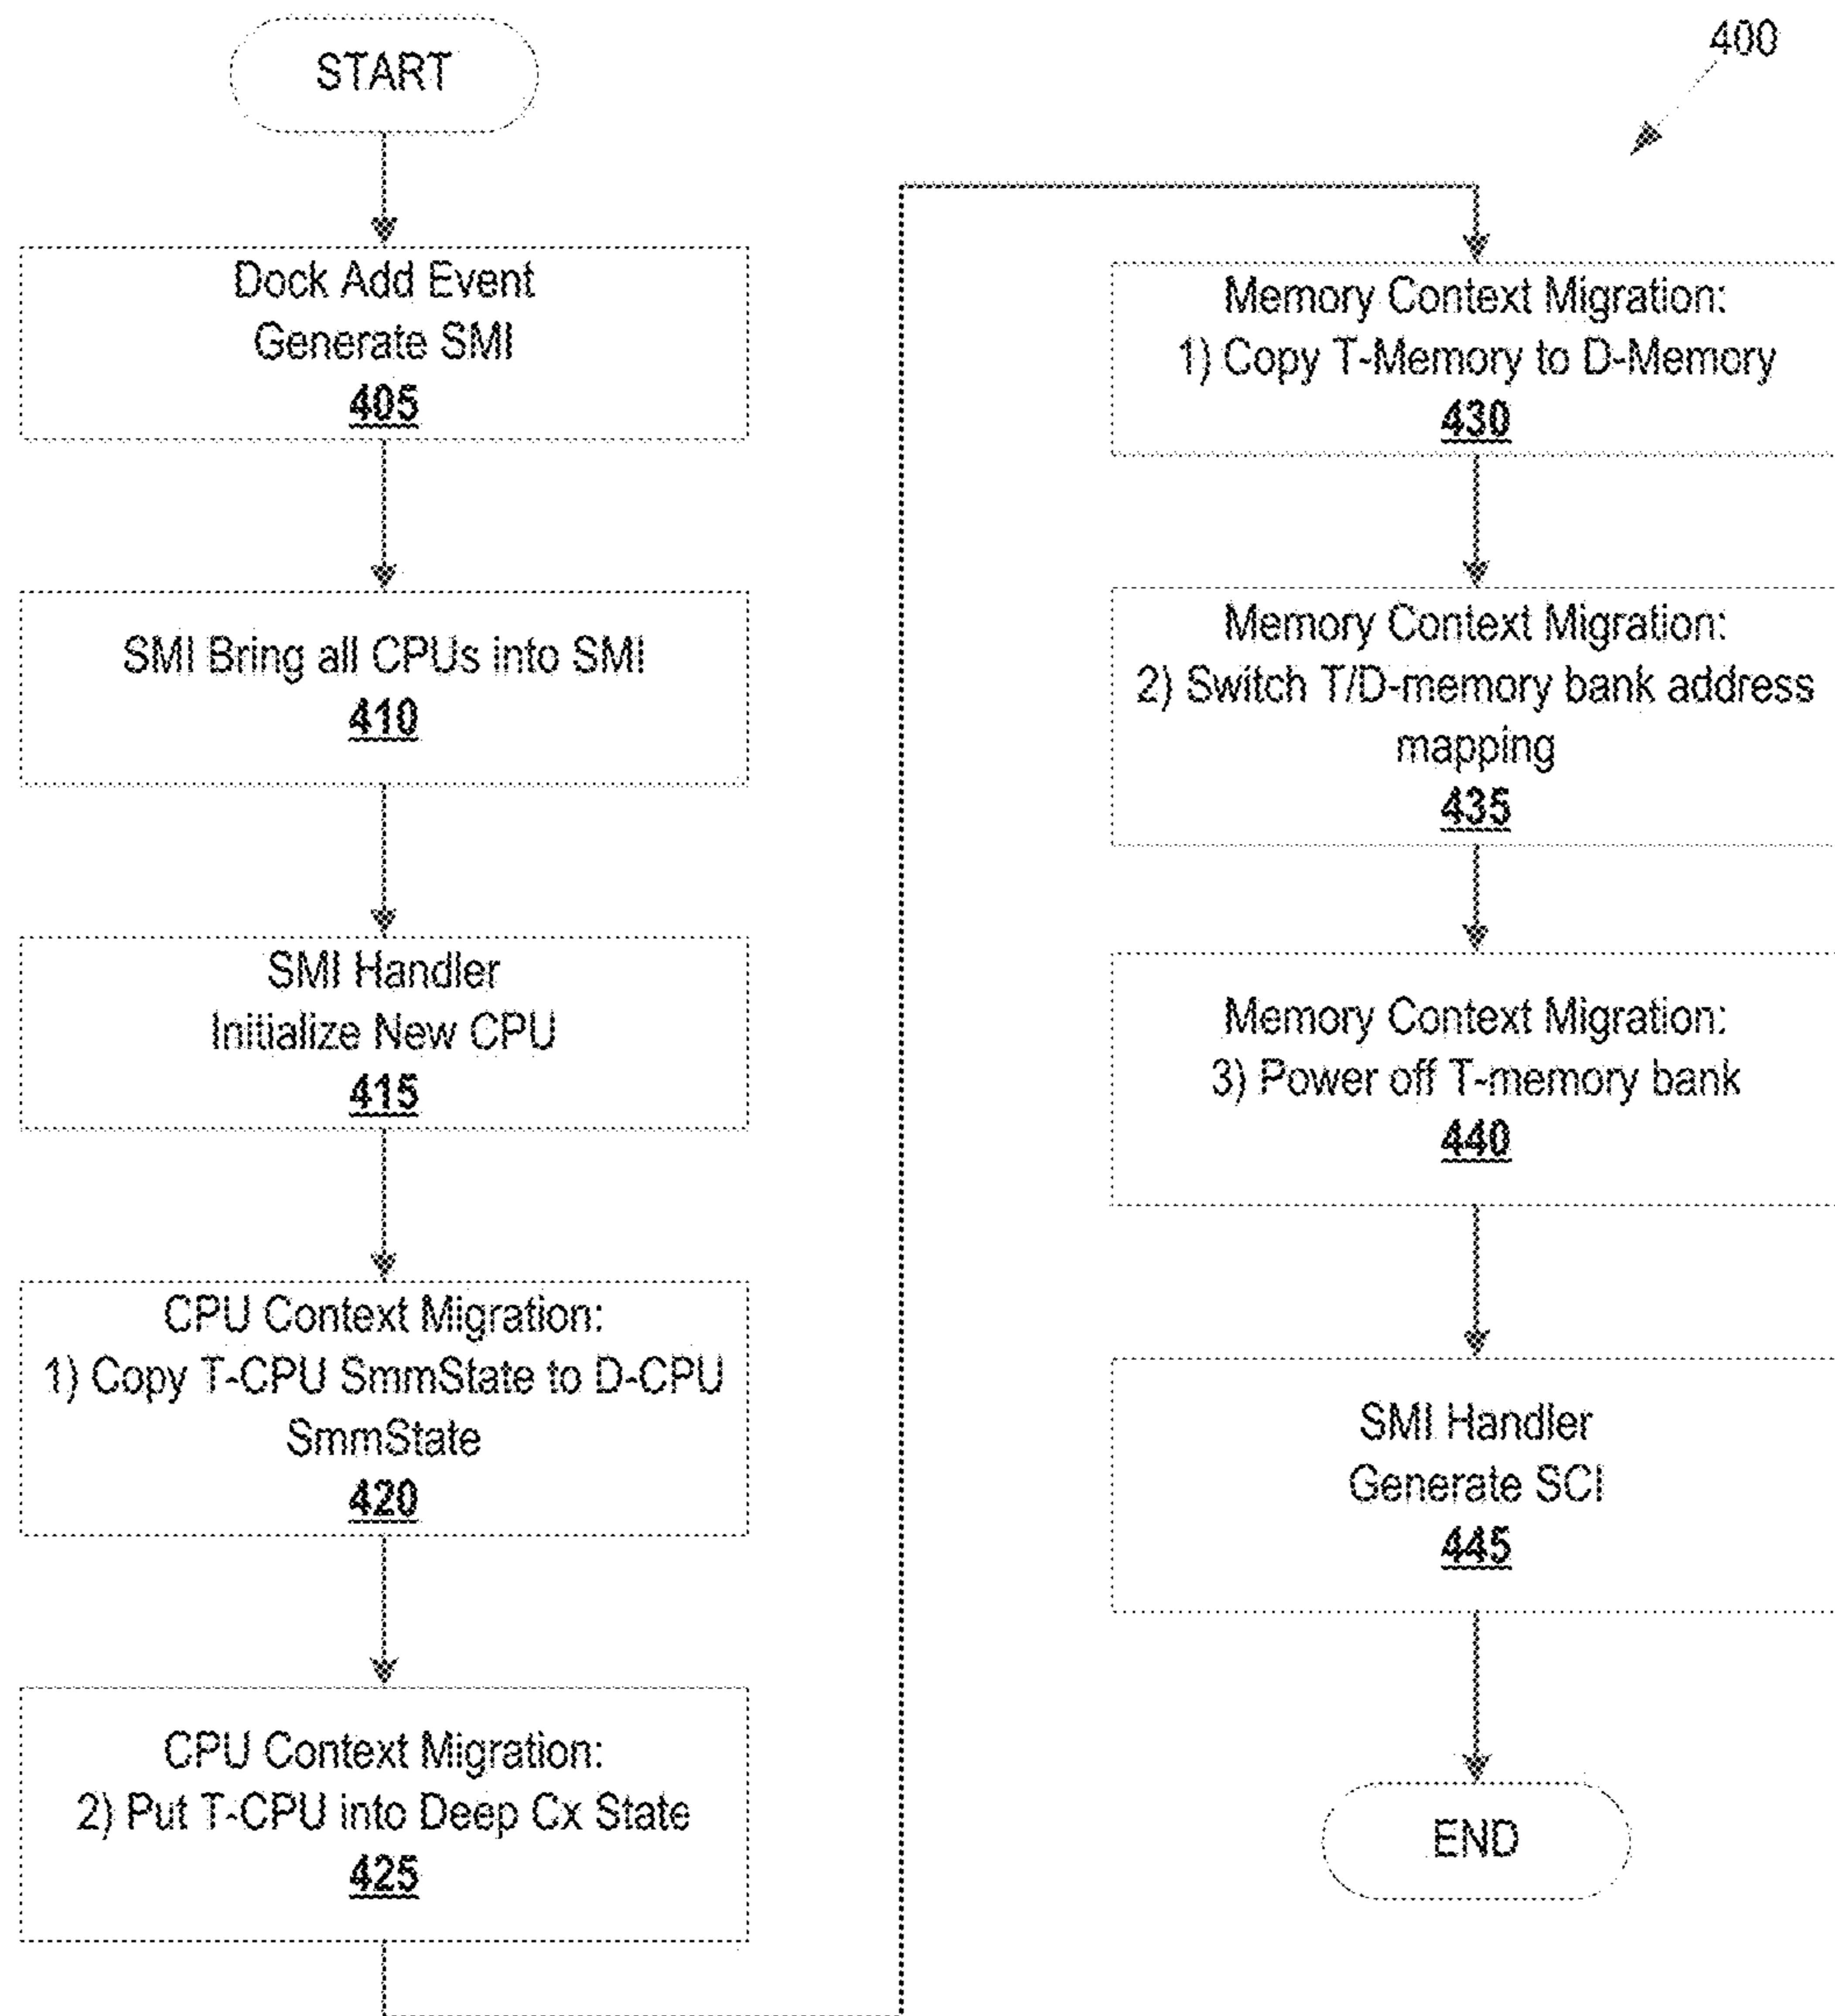 START
400
Dock Add Event
Generate SMI
405
SMI Bring all CPUs into SMI
410
SMI Handler
Initialize New CPU
415
CPU Context Migration:
1) Copy T-CPU SmmState to D-CPU
SmmState
420
CPU Context Migration:
2) Put T-CPU into Deep Cx State
425
Memory Context Migration:
1) Copy T-Memory to D-Memory
430
Memory Context Migration:
2) Switch T/D-memory bank address
mapping
435
Memory Context Migration:
3) Power off T-memory bank
440
SMI Handler
Generate SCI
445
END